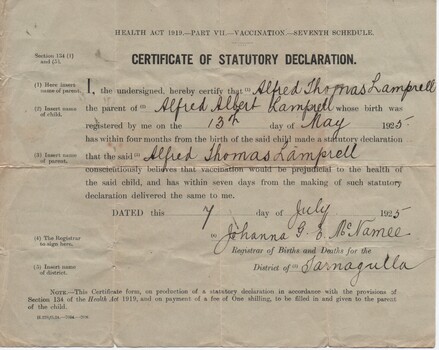 HEALTH ACT 1919.—PART VII.—VACCINATION.—SEVENTH SCHEDULE.
Section 134 (1) and (5).
CERTIFICATE OF STATUTORY DECLARATION.
(1) Here insert name of parent.
I, the undersigned, hereby certify that (1) Alfred Thomas Lamprell
(2) Insert name of child.
the parent of (2) Alfred Albert Lamprell whose birth was
registered by me on the 13th day of May 1925
has within four months from the birth of the said child made a statutory declaration
(3) Insert name of parent.
that the said (3) Alfred Thomas Lamprell
conscientiously believes that vaccination would be prejudicial to the health of
the said child, and has within seven days from the making of such statutory
declaration delivered the same to me.
DATED this 7 day of July 1925
(4) The Registrar to sign here.
(4) Johanna G. E. McNamee
Registrar of Births and Deaths for the
(5) Insert name of district.
District of (5) Tarnagulla
NOTE.—This Certificate form, on production of a statutory declaration in accordance with the provisions of
Section 134 of the Health Act 1919, and on payment of a fee of One shilling, to be filled in and given to the parent
of the child.